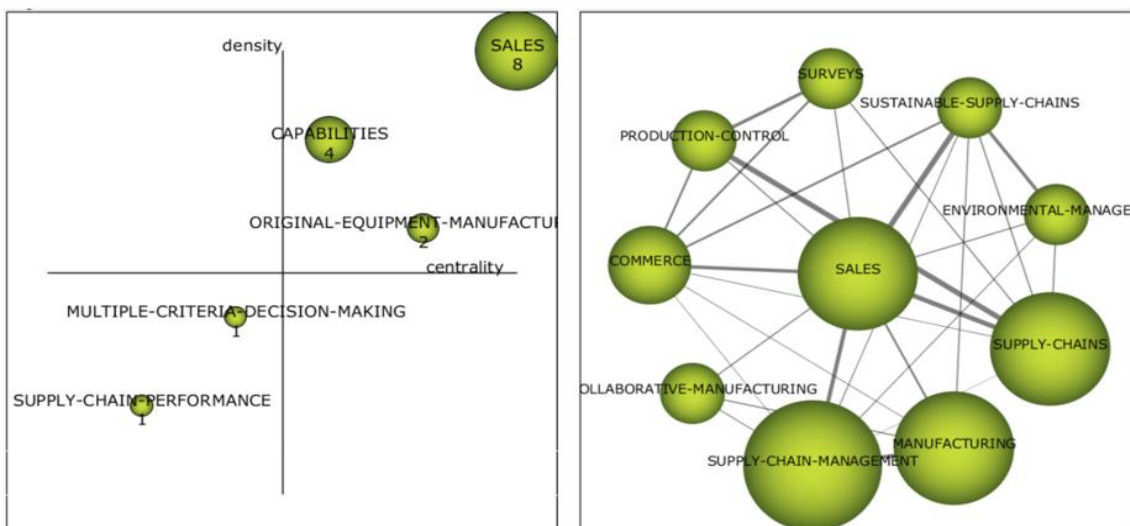 density
SALES
8
CAPABILITIES
4
ORIGINAL-EQUIPMENT-MANUFACTUR
2
centrality
MULTIPLE-CRITERIA-DECISION-MAKING
1
SUPPLY-CHAIN-PERFORMANCE
1
SURVEYS
SUSTAINABLE-SUPPLY-CHAINS
PRODUCTION-CONTROL
ENVIRONMENTAL-MANAGE
COMMERCE
SALES
SUPPLY-CHAINS
OLLABORATIVE-MANUFACTURING
MANUFACTURING
SUPPLY-CHAIN-MANAGEMENT